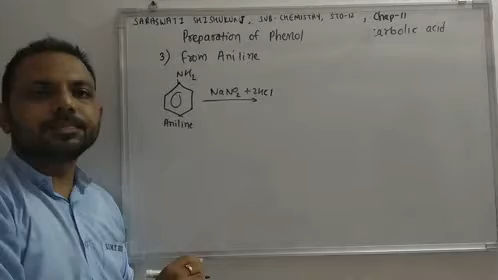 SARASWATI SHISHUKUNJ, SUB-CHEMISTRY, STD-12, Chap-11
Preparation of Phenol
carbolic acid
3) from Aniline
NH2
NaNO2 + 2HCl
Aniline